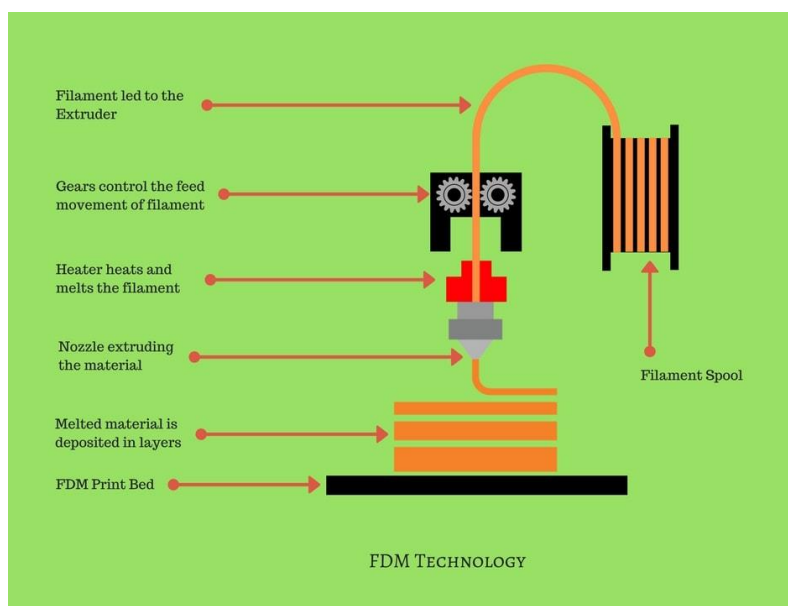 Filament led to the
Extruder
Gears control the feed
movement of filament
Heater heats and
melts the filament
Nozzle extruding
the material
Filament Spool
Melted material is
deposited in layers
FDM Print Bed
FDM Technology